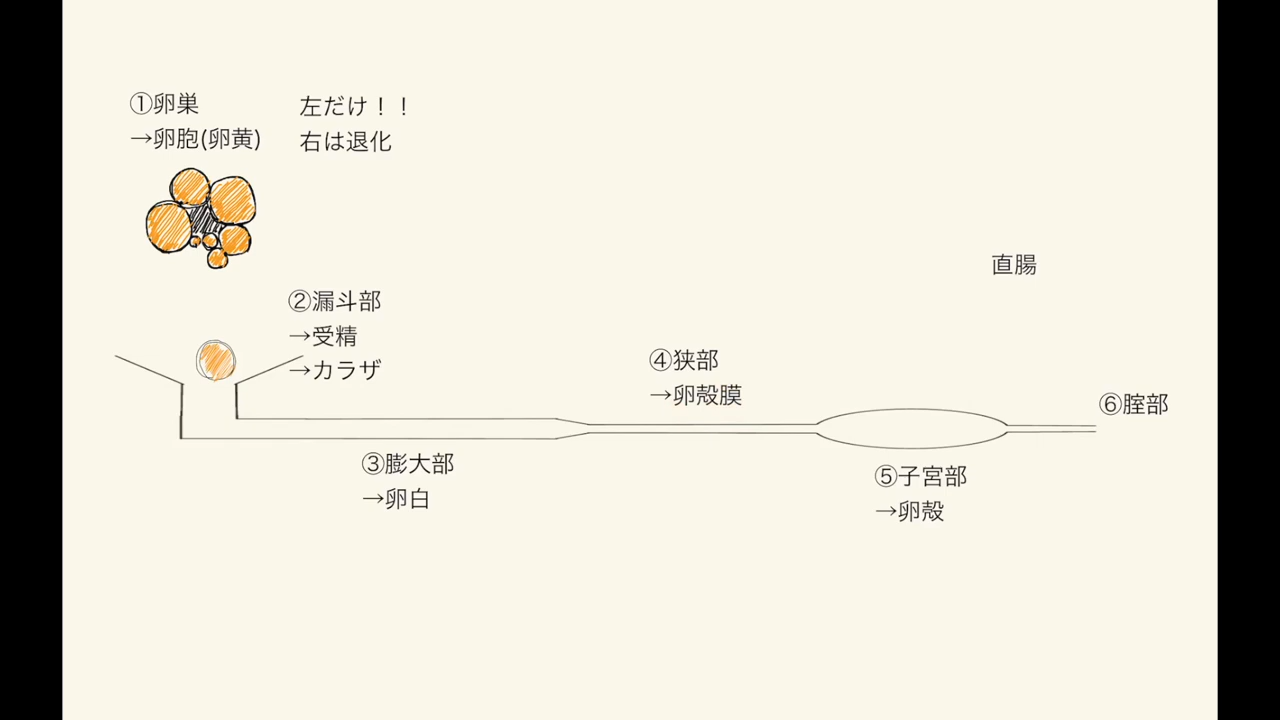 ①卵巣
→卵胞(卵黄)
左だけ！！
右は退化
②漏斗部
→受精
→カラザ
③膨大部
→卵白
④狭部
→卵殻膜
⑤子宮部
→卵殻
直腸
⑥腟部